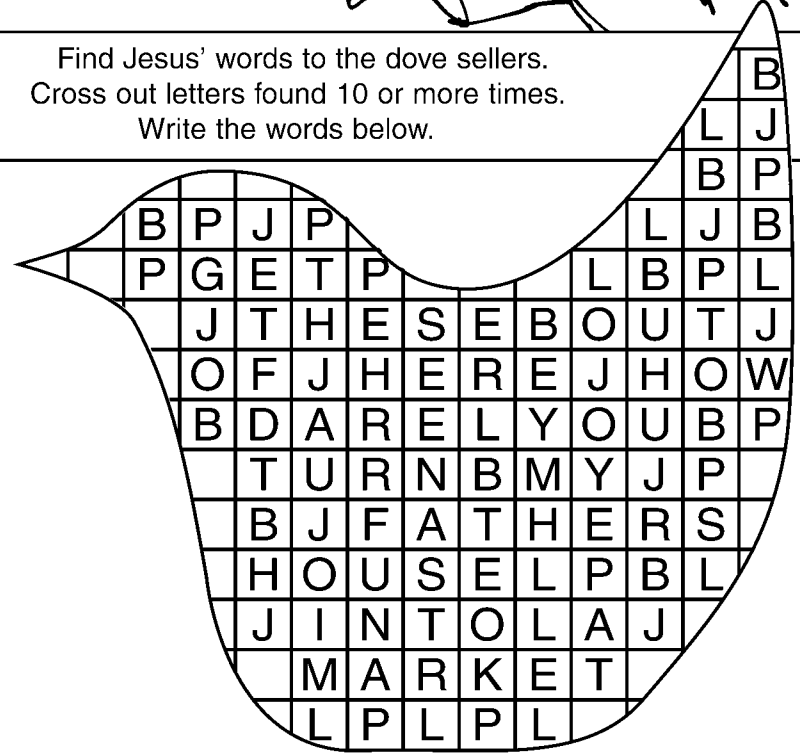 Find Jesus’ words to the dove sellers.
Cross out letters found 10 or more times.
Write the words below.
B
L J
B P
B P J P L J B
P G E T P L B P L
J T H E S E B O U T J
O F J H E R E J H O W
B D A R E L Y O U B P
T U R N B M Y J P
B J F A T H E R S
H O U S E L P B L
J I N T O L A J
M A R K E T
L P L P L